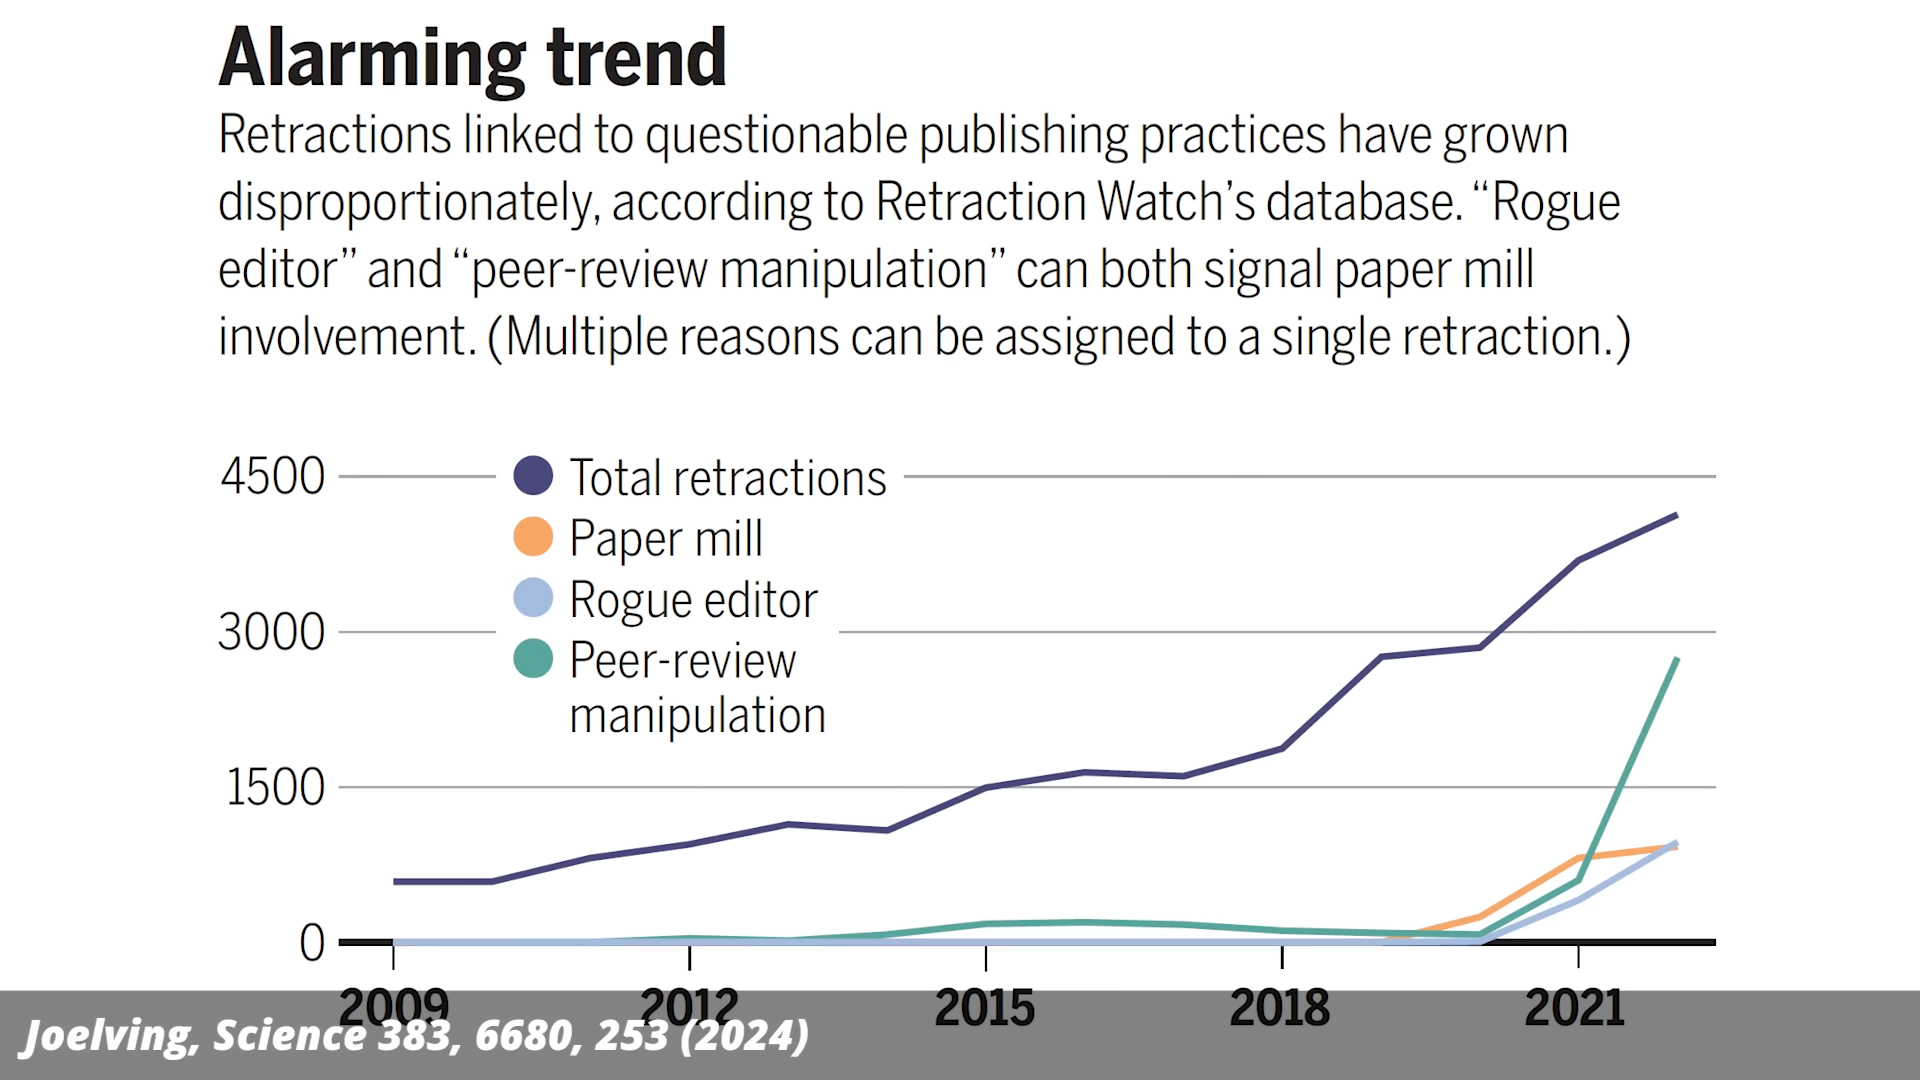 Alarming trend
Retractions linked to questionable publishing practices have grown
disproportionately, according to Retraction Watch’s database. “Rogue
editor” and “peer-review manipulation” can both signal paper mill
involvement. (Multiple reasons can be assigned to a single retraction.)
4500
Total retractions
Paper mill
Rogue editor
3000
Peer-review
manipulation
1500
0
2009 2012 2015 2018 2021
Joelving, Science 383, 6680, 253 (2024)